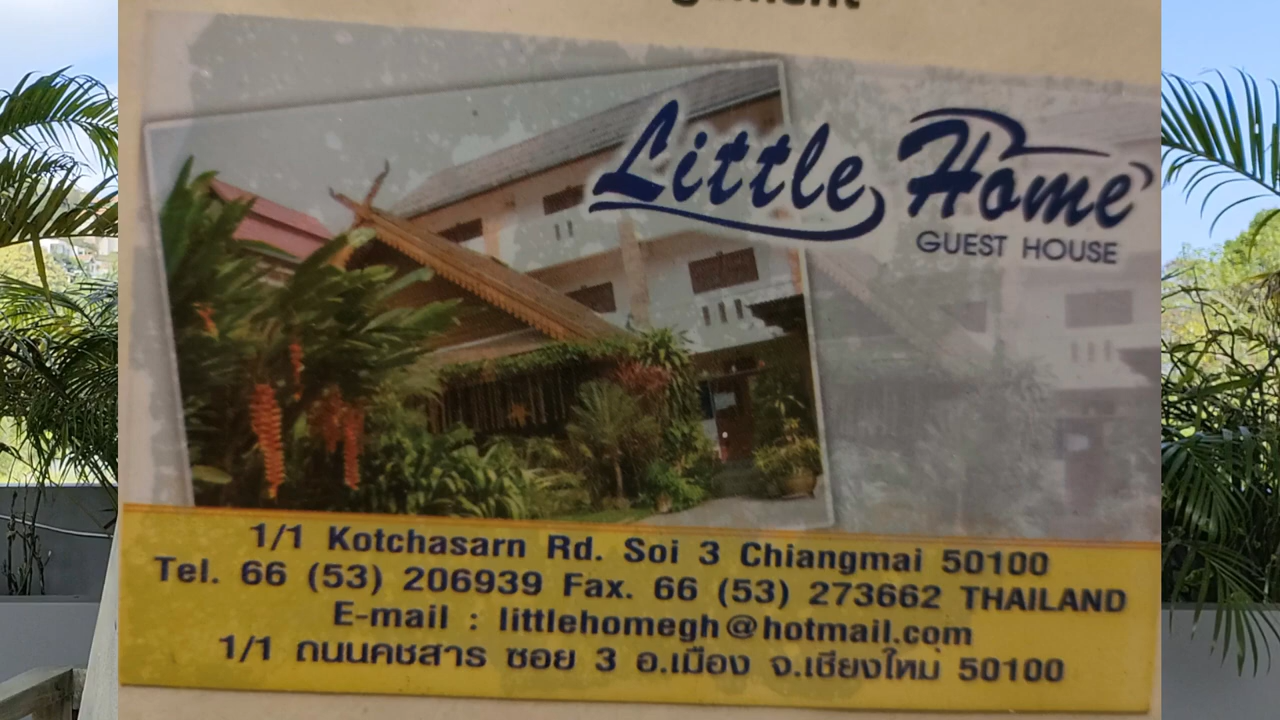 Little Home
GUEST HOUSE
1/1 Kotchasarn Rd. Soi 3 Chiangmai 50100
Tel. 66 (53) 206939 Fax. 66 (53) 273662 THAILAND
E-mail : littlehomegh@hotmail.com
1/1 ถนนคชสาร ซอย 3 อ.เมือง จ.เชียงใหม่ 50100